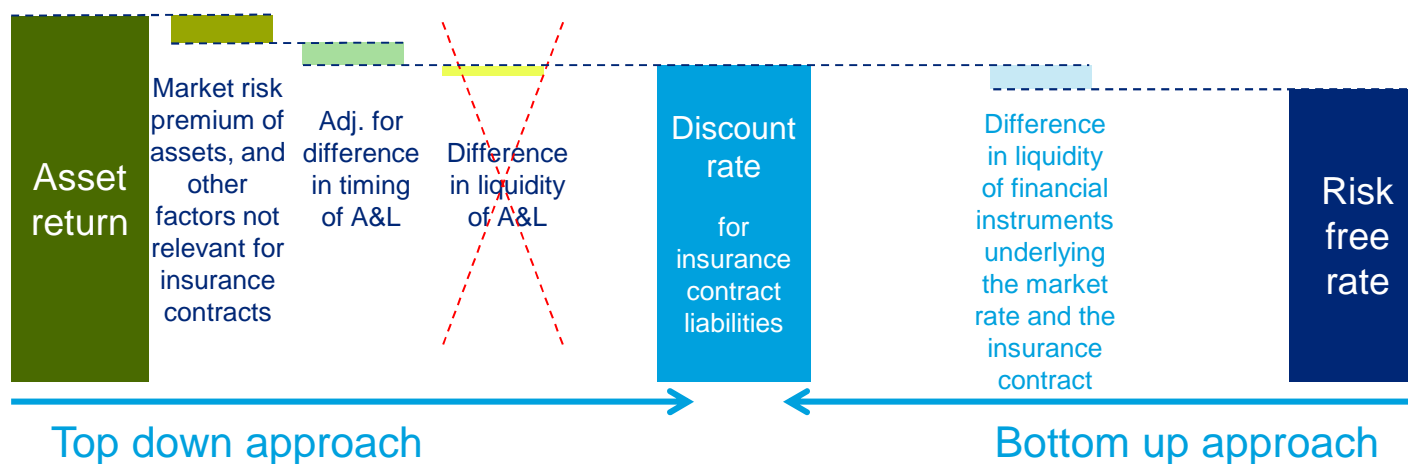 Asset
return
Market risk
premium of
assets, and
other
factors not
relevant for
insurance
contracts
Adj. for
difference
in timing
of A&L
Difference
in liquidity
of A&L
Discount
rate
for
insurance
contract
liabilities
Difference
in liquidity
of financial
instruments
underlying
the market
rate and the
insurance
contract
Risk
free
rate
Top down approach
Bottom up approach